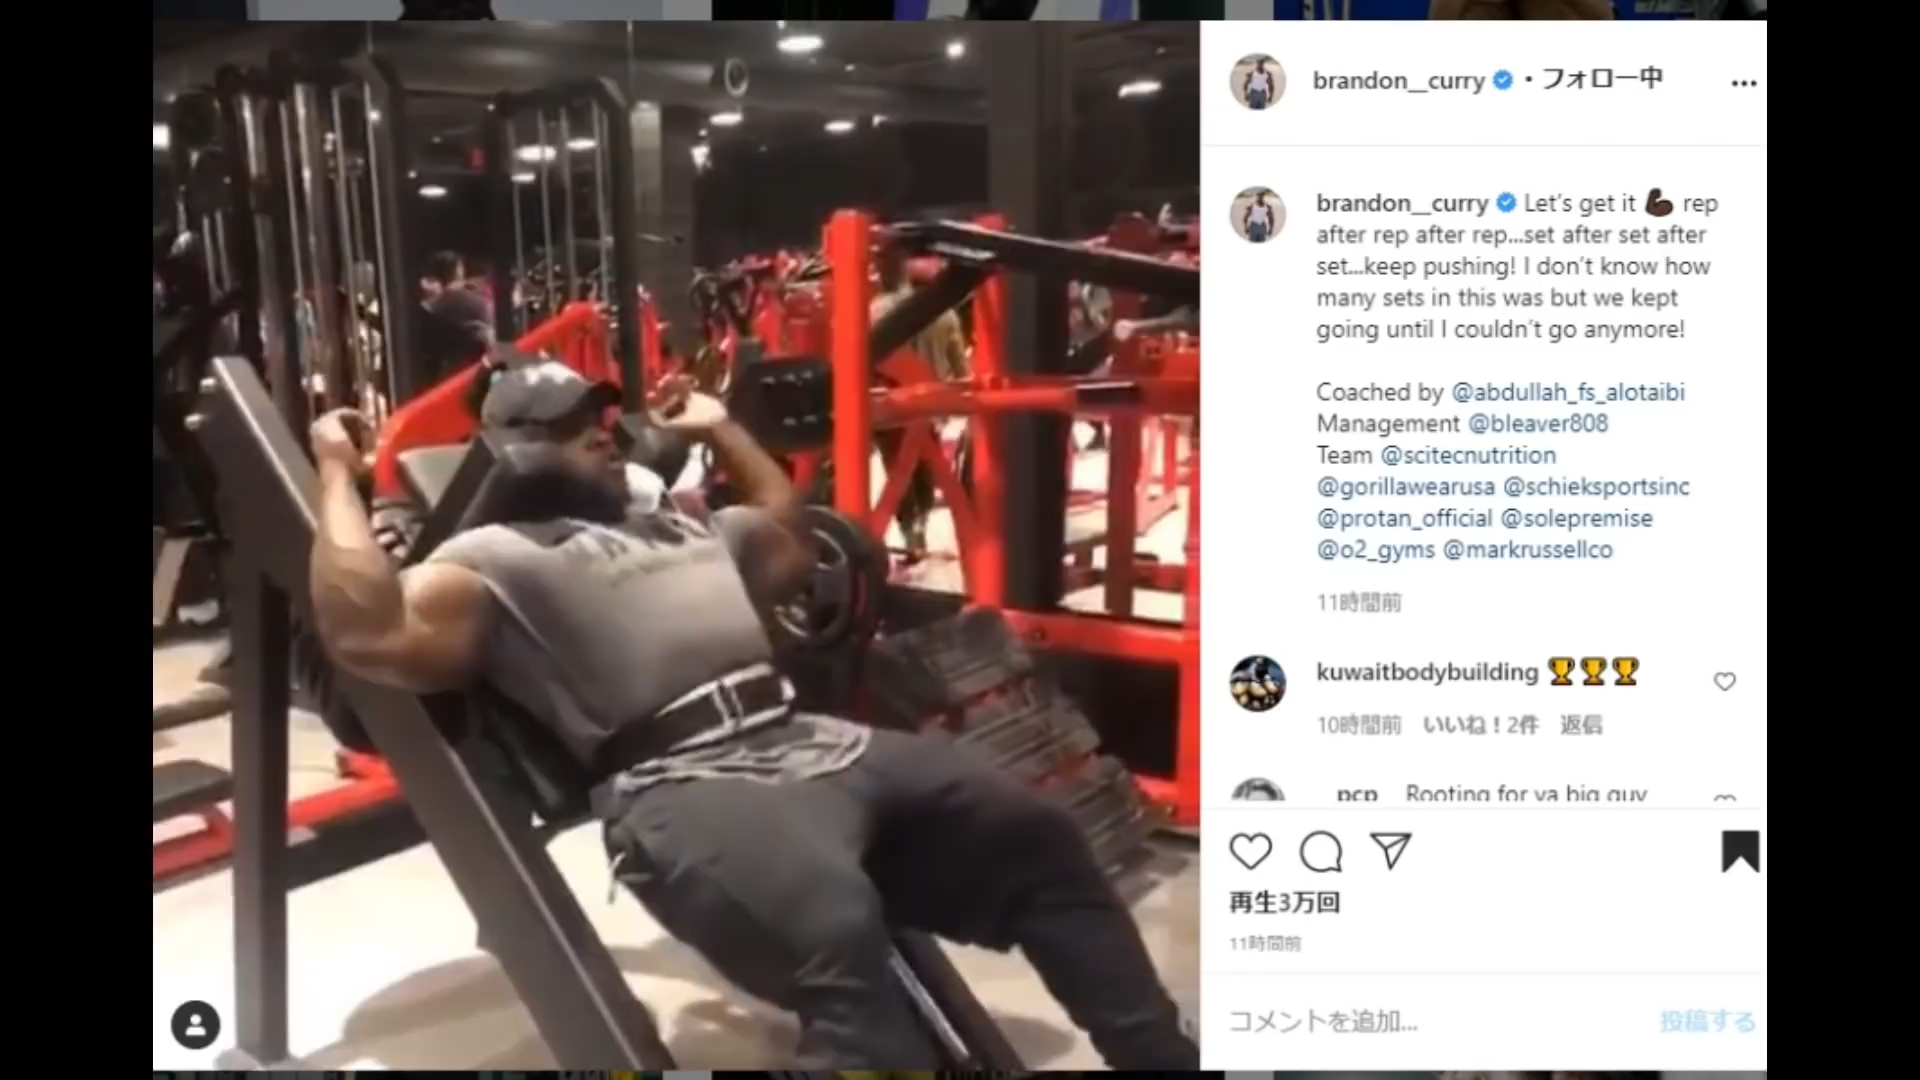 brandon__curry • フォロー中
brandon__curry Let's get it 💪🏿 rep
after rep after rep...set after set after
set...keep pushing! I don't know how
many sets in this was but we kept
going until I couldn't go anymore!
Coached by @abdullah_fs_alotaibi
Management @bleaver808
Team @scitecnutrition
@gorillawearusa @schieksportsinc
@protan_official @solepremise
@o2_gyms @markrussellco
11時間前
kuwaitbodybuilding 🏆🏆🏆
10時間前 いいね！2件 返信
pcp Rooting for ya big guy
再生3万回
11時間前
コメントを追加...
投稿する